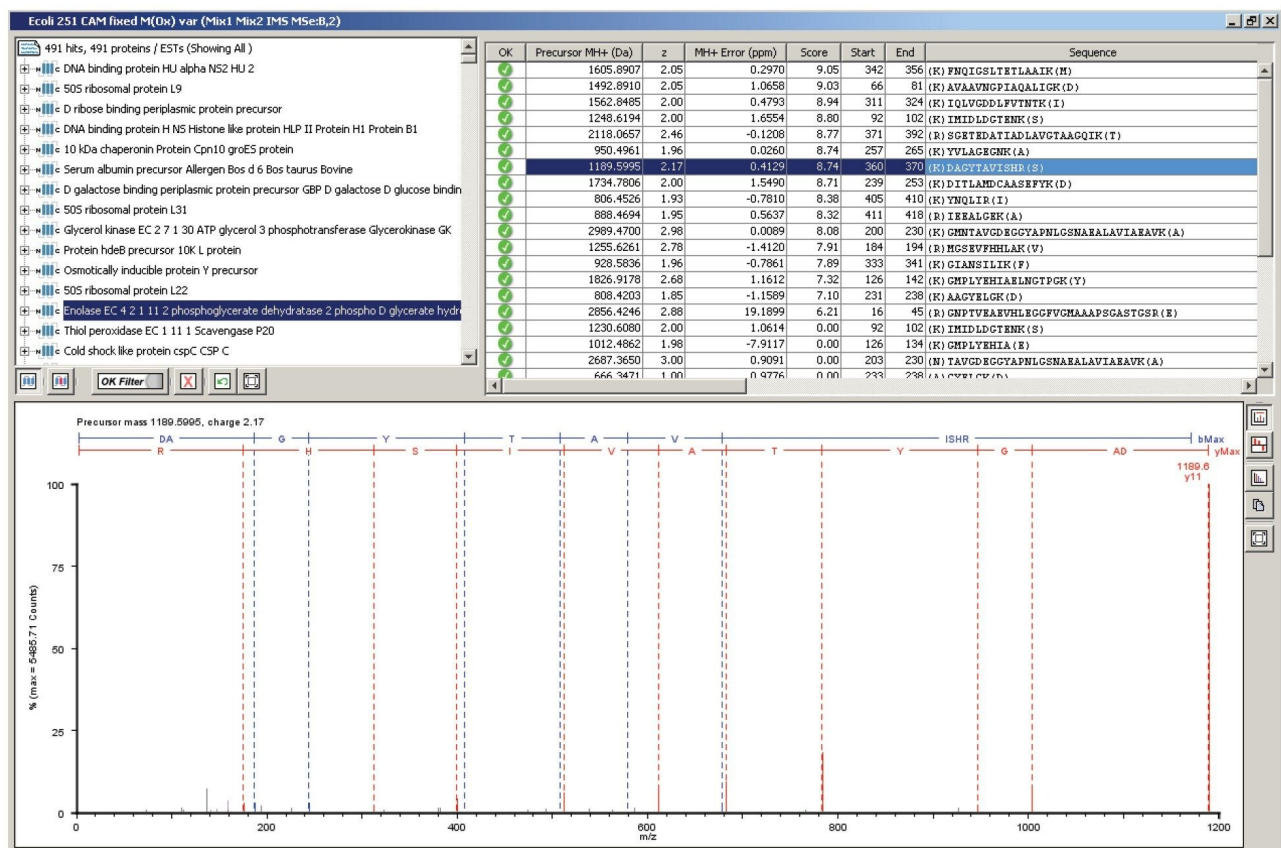 Ecoli 251 CAM fixed M(Ox) var (Mix1 Mix2 IMS MSe:B,2)
491 hits, 491 proteins / ESTs (Showing All )
DNA binding protein HU alpha NS2 HU 2
50S ribosomal protein L9
D ribose binding periplasmic protein precursor
DNA binding protein H NS Histone like protein HLP II Protein H1 Protein B1
10 kDa chaperonin Protein Cpn10 groES protein
Serum albumin precursor Allergen Bos d 6 Bos taurus Bovine
D galactose binding periplasmic protein precursor GBP D galactose D glucose bindin
50S ribosomal protein L31
Glycerol kinase EC 2 7 1 30 ATP glycerol 3 phosphotransferase Glycerokinase GK
Protein hdeB precursor 10K L protein
Osmotically inducible protein Y precursor
50S ribosomal protein L22
Enolase EC 4 2 1 11 2 phosphoglycerate dehydratase 2 phospho D glycerate hydr
Thiol peroxidase EC 1 11 1 Scavengase P20
Cold shock like protein cspC CSP C
OK Filter
OK Precursor MH+ (Da) z MH+ Error (ppm) Score Start End Sequence
1605.8907 2.05 0.2970 9.05 342 356 (K)FNQIGSLTETLAAIK(M)
1492.8910 2.05 1.0658 9.03 66 81 (K)AVAAVNGPIAQALIGK(D)
1562.8485 2.00 0.4793 8.94 311 324 (K)IQLVGDDLFVTNTK(I)
1248.6194 2.00 1.6554 8.80 92 102 (K)IMIDLDGTENK(S)
2118.0657 2.46 -0.1208 8.77 371 392 (R)SGETEDATIADLAVGTAAGQIK(T)
950.4961 1.96 0.0260 8.74 257 265 (K)YVLAGEGNK(A)
1189.5995 2.17 0.4129 8.74 360 370 (K)DAGYTAVISHR(S)
1734.7806 2.00 1.5490 8.71 239 253 (K)DITLAMDCAASEFYK(D)
806.4526 1.93 -0.7810 8.38 405 410 (K)YNQLIR(I)
888.4694 1.95 0.5637 8.32 411 418 (R)IEEALGEK(A)
2989.4700 2.98 0.0089 8.08 200 230 (K)GMNTAVGDEGGYAPNLGSNAEALAVIAEAVK(A)
1255.6261 2.78 -1.4120 7.91 184 194 (R)MGSEVFHHLAK(V)
928.5836 1.96 -0.7861 7.89 333 341 (K)GIANSILIK(F)
1826.9178 2.68 1.1612 7.32 126 142 (K)GMPLYEHIAELNGTPGK(Y)
808.4203 1.85 -1.1589 7.10 231 238 (K)AAGYELGK(D)
2856.4246 2.88 19.1899 6.21 16 45 (R)GNPTVEAEVHLEGGFVGMAAAPSGASTGSR(E)
1230.6080 2.00 1.0614 0.00 92 102 (K)IMIDLDGTENK(S)
1012.4862 1.98 -7.9117 0.00 126 134 (K)GMPLYEHIA(E)
2687.3650 3.00 0.9091 0.00 203 230 (N)TAVGDEGGYAPNLGSNAEALAVIAEAVK(A)
666.3471 1.00 0.9776 0.00 233 238 (A)GYELGK(D)
Precursor mass 1189.5995, charge 2.17
DA G Y T A V ISHR bMax
R H S I V A T Y G AD yMax
1189.6
y11
100
75
50
25
0
% (max = 5485.71 Counts)
0 200 400 600 800 1000 1200
m/z